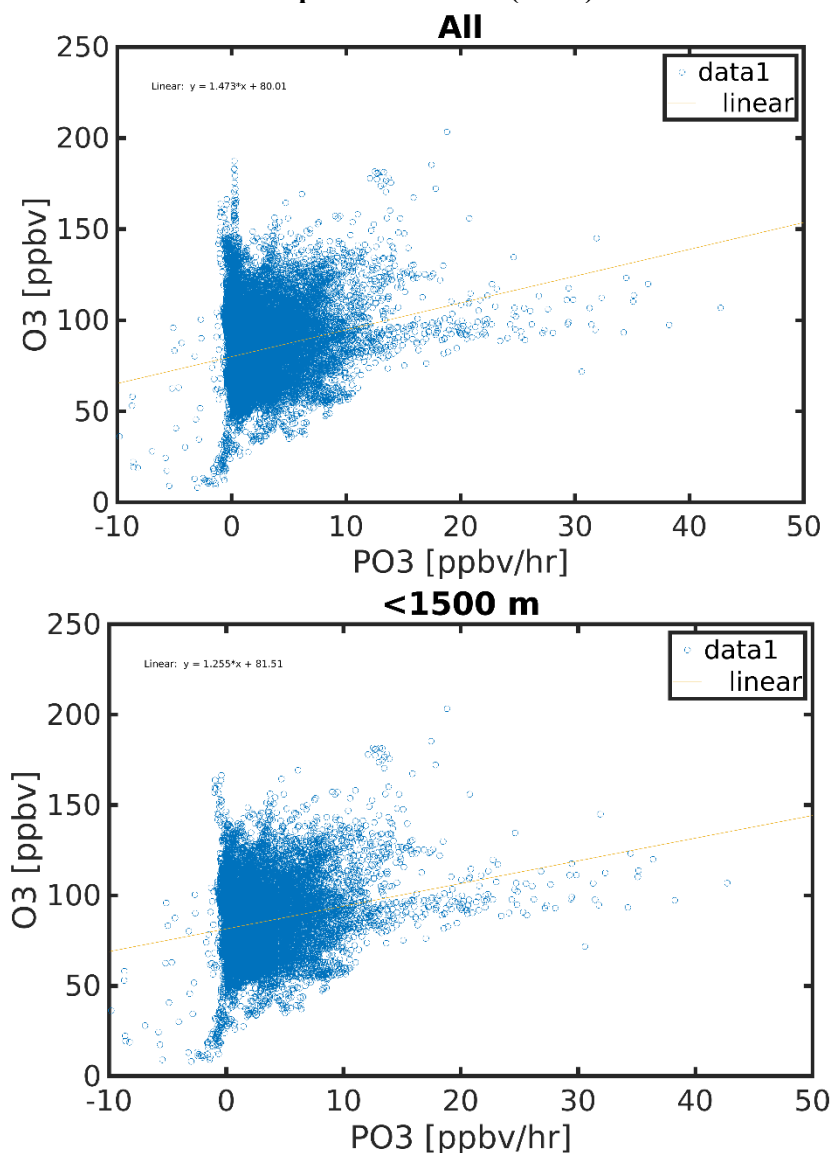 All
250
200
150
100
50
0
O3 [ppbv]
Linear: y = 1.473*x + 80.01
data1
linear
-10 0 10 20 30 40 50
PO3 [ppbv/hr]
<1500 m
250
200
150
100
50
0
O3 [ppbv]
Linear: y = 1.255*x + 81.51
data1
linear
-10 0 10 20 30 40 50
PO3 [ppbv/hr]